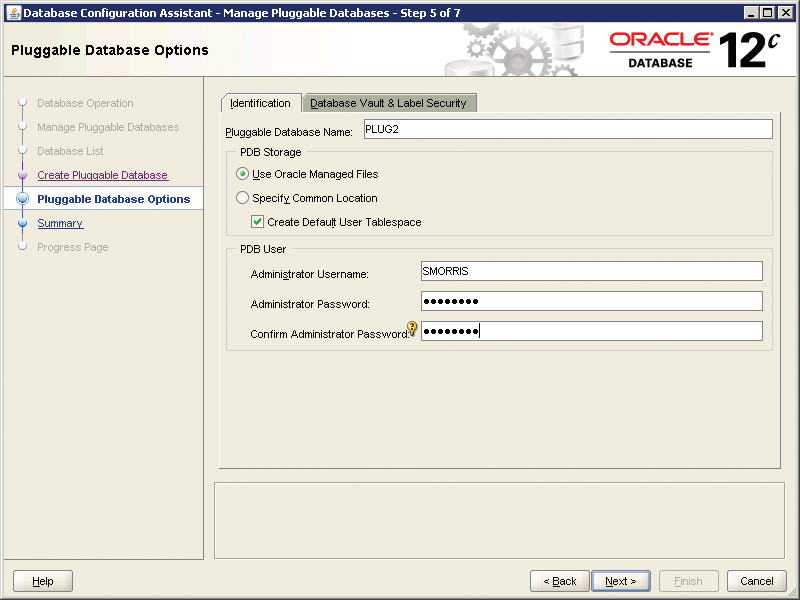 Database Configuration Assistant - Manage Pluggable Databases - Step 5 of 7
Pluggable Database Options
ORACLE
DATABASE
12c
Database Operation
Manage Pluggable Databases
Database List
Create Pluggable Database
Pluggable Database Options
Summary
Progress Page
Identification
Database Vault & Label Security
Pluggable Database Name: PLUG2
PDB Storage
Use Oracle Managed Files
Specify Common Location
Create Default User Tablespace
PDB User
Administrator Username: SMORRIS
Administrator Password: ●●●●●●●●
Confirm Administrator Password: ●●●●●●●●
Help
< Back
Next >
Finish
Cancel